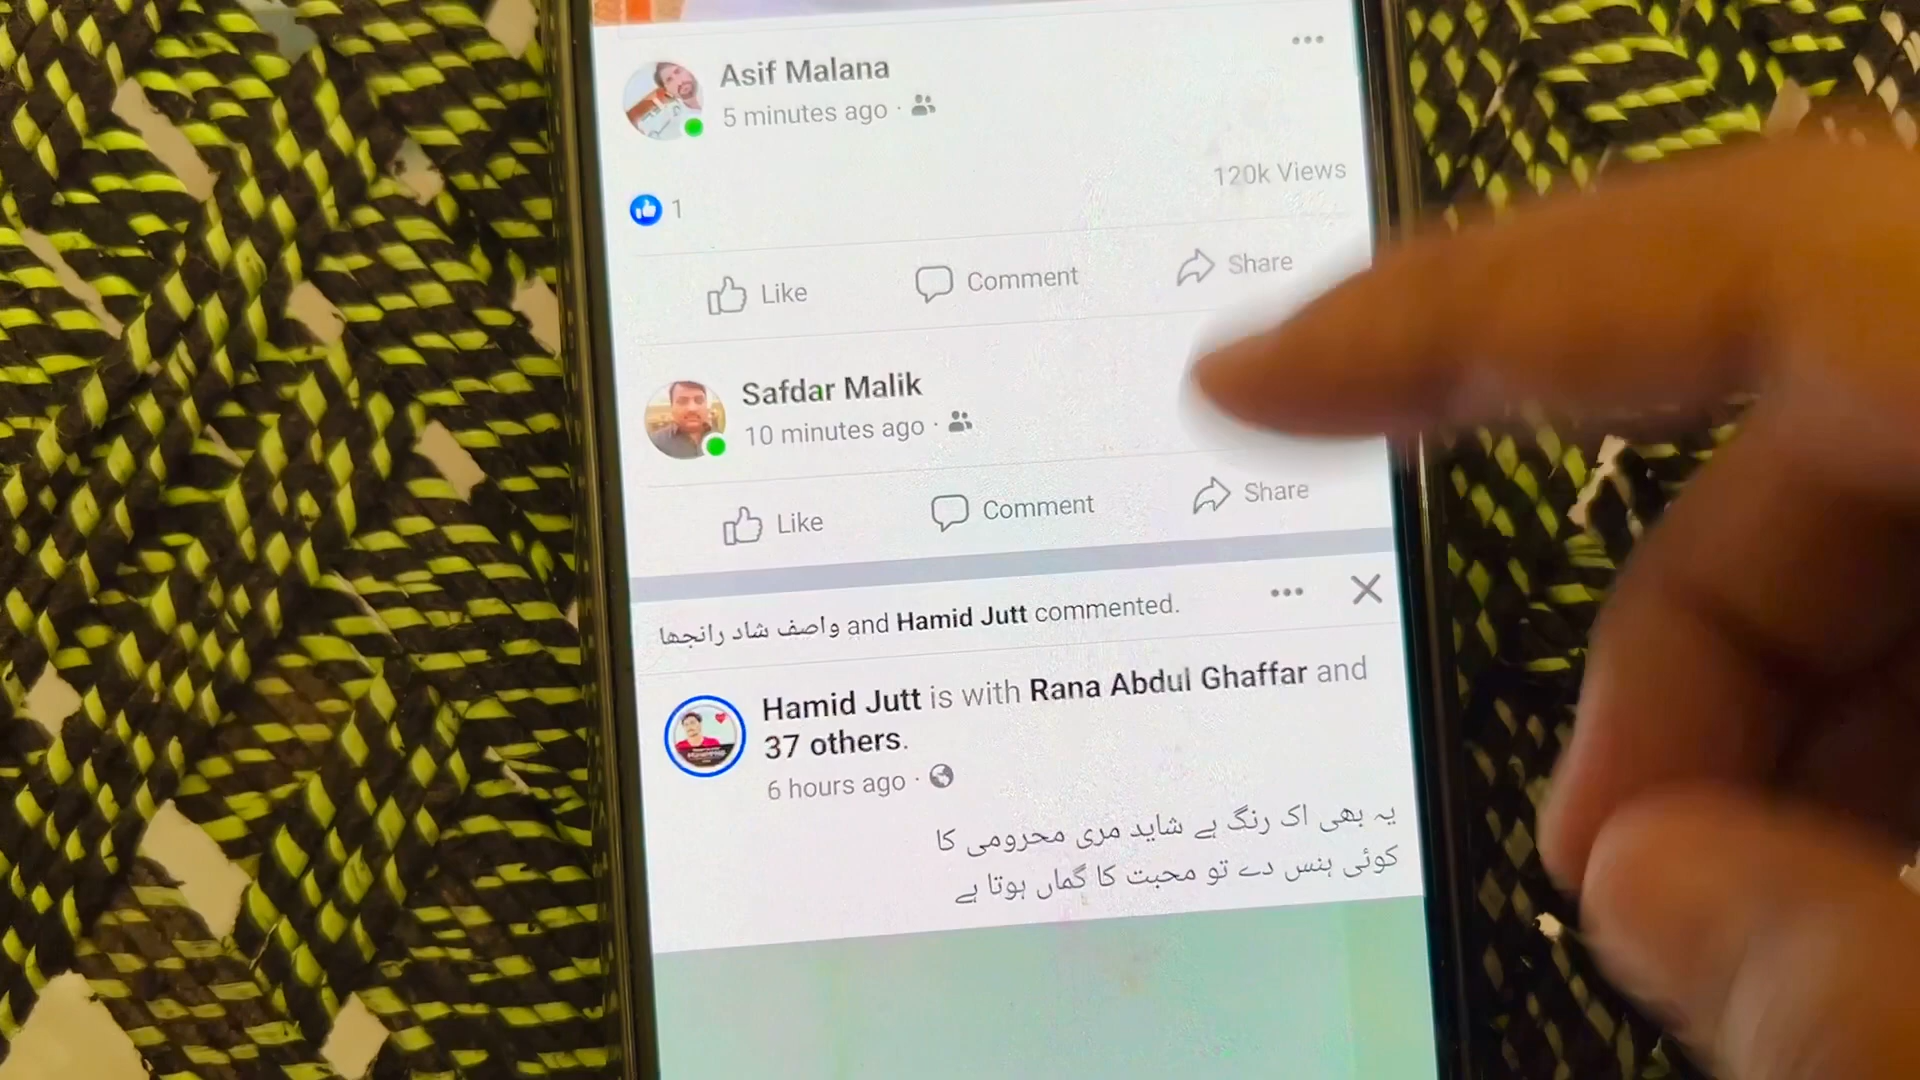 Asif Malana
5 minutes ago ·
120k Views
1
Like Comment Share
Safdar Malik
10 minutes ago ·
Like Comment Share
واصف شاد رانجھا and Hamid Jutt commented.
Hamid Jutt is with Rana Abdul Ghaffar and
37 others.
6 hours ago ·
یہ بھی اک رنگ ہے شاید مری محرومی کا
کوئی ہنس دے تو محبت کا گماں ہوتا ہے